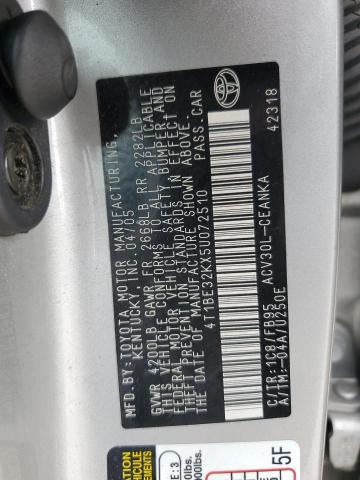 MFD. BY: TOYOTA MOTOR MANUFACTURING,
KENTUCKY, INC. 04/05
GVWR 4200LB GAWR FR 2668LB RR 2282LB
THIS VEHICLE CONFORMS TO ALL APPLICABLE
FEDERAL MOTOR VEHICLE SAFETY BUMPER AND
THEFT PREVENTION STANDARDS IN EFFECT ON
THE DATE OF MANUFACTURE SHOWN ABOVE.
4T1BE32KX5U072510 PASS. CAR
C/TR:1C8/FB95 ACV30L-CEANKA
A/TM:-04A/U250E 42318